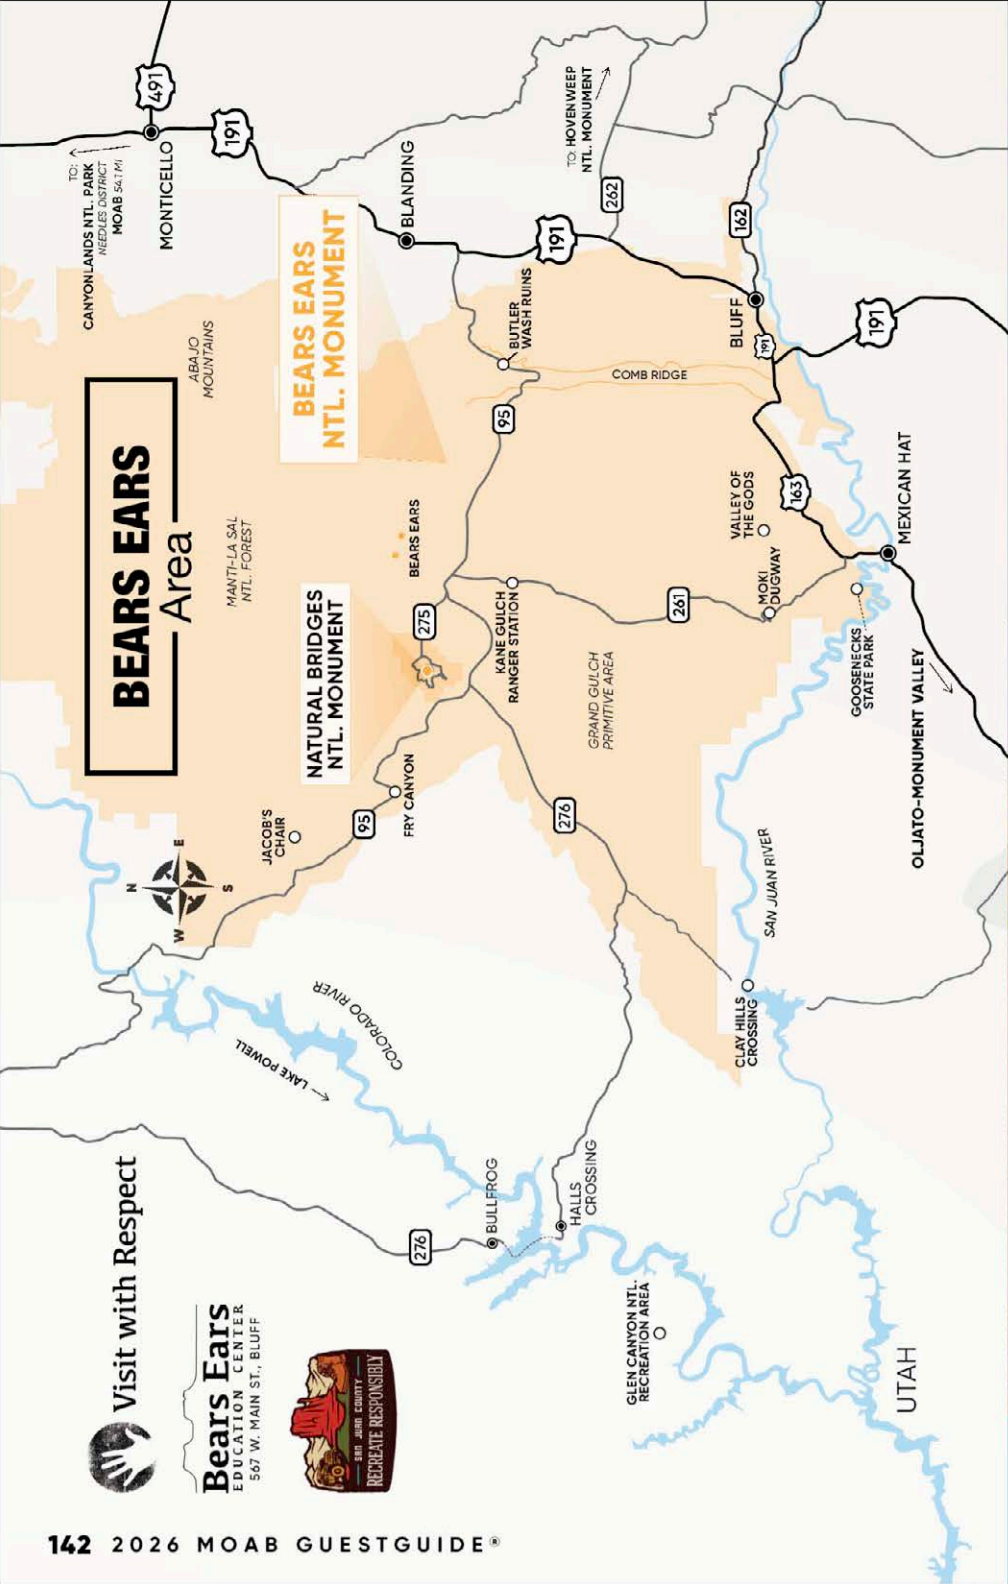 BEARS EARS
Area
TO:
CANYONLANDS NTL. PARK
NEEDLES DISTRICT
MOAB 54.1 MI
491
MONTICELLO
191
ABAJO
MOUNTAINS
MANTI-LA SAL
NTL. FOREST
BEARS EARS
NTL. MONUMENT
BLANDING
TO: HOVENWEEP
NTL. MONUMENT
262
191
BUTLER
WASH RUINS
COMB RIDGE
95
BEARS EARS
NATURAL BRIDGES
NTL. MONUMENT
275
KANE GULCH
RANGER STATION
261
GRAND GULCH
PRIMITIVE AREA
162
BLUFF
191
191
VALLEY OF
THE GODS
163
MOKI
DUGWAY
MEXICAN HAT
GOOSENECKS
STATE PARK
OLJATO-MONUMENT VALLEY
JACOB'S
CHAIR
95
FRY CANYON
276
SAN JUAN RIVER
N
E
S
W
COLORADO RIVER
LAKE POWELL
CLAY HILLS
CROSSING
276
BULLFROG
HALLS
CROSSING
GLEN CANYON NTL.
RECREATION AREA
UTAH
Visit with Respect
Bears Ears
EDUCATION CENTER
567 W. MAIN ST., BLUFF
SAN JUAN COUNTY
RECREATE RESPONSIBLY
142 2026 MOAB GUESTGUIDE®